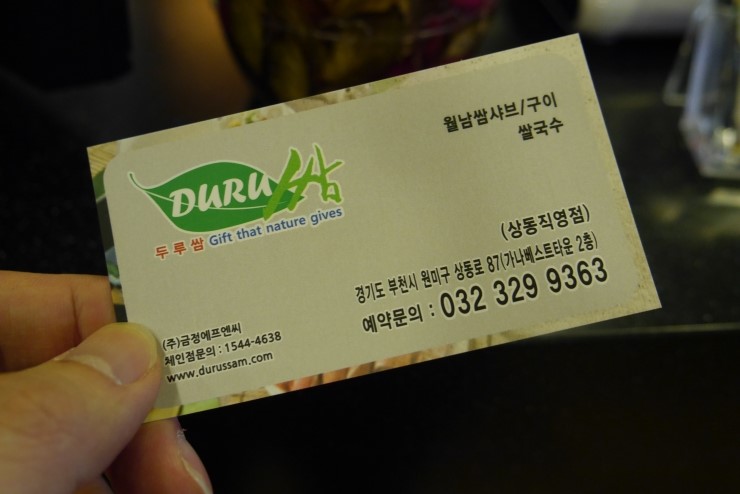 월남쌈샤브/구이
쌀국수
DURU쌈
두루쌈 Gift that nature gives
(상동직영점)
경기도 부천시 원미구 상동로 87(가나베스트타운 2층)
예약문의 : 032 329 9363
(주)금정에프엔씨
체인점문의 : 1544-4638
www.durussam.com